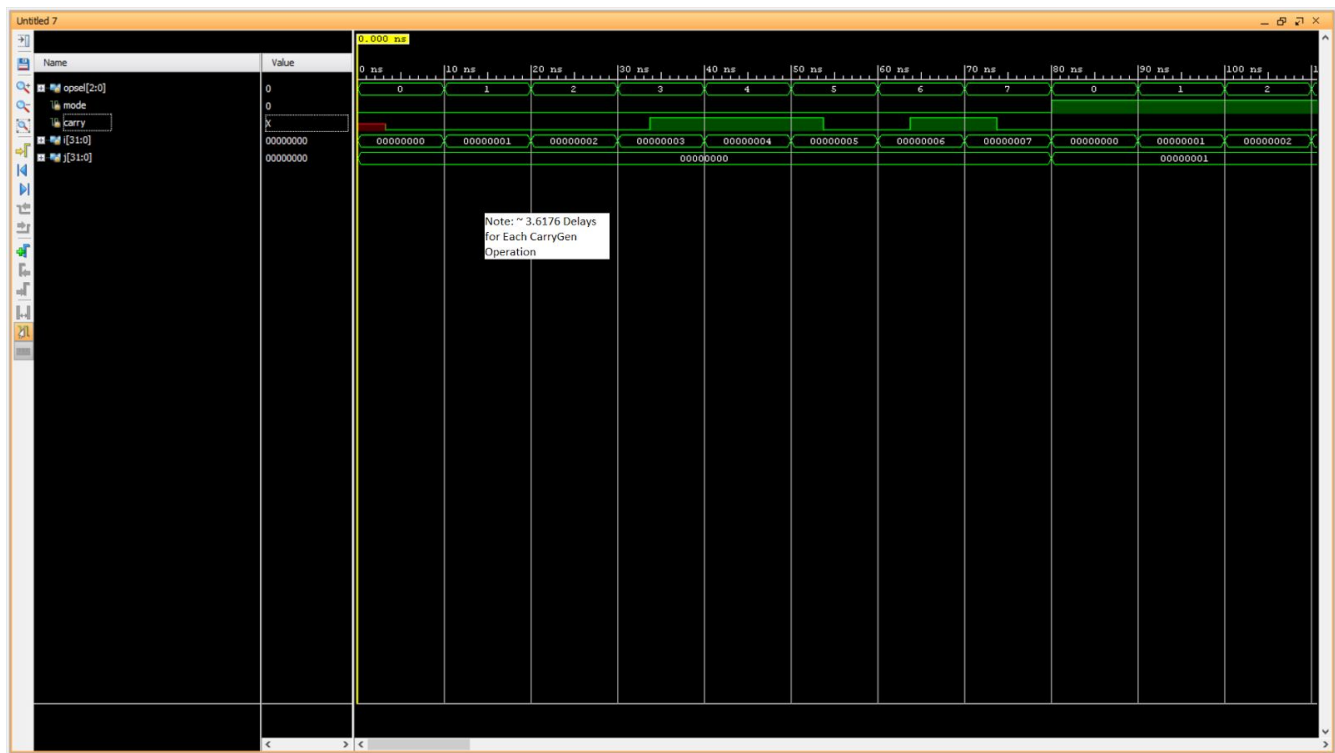 Untitled 7
0.000 ns
Name Value
0 ns 10 ns 20 ns 30 ns 40 ns 50 ns 60 ns 70 ns 80 ns 90 ns 100 ns 1
opsel[2:0] 0 0 1 2 3 4 5 6 7 0 1 2
mode 0
carry X
i[31:0] 00000000 00000000 00000001 00000002 00000003 00000004 00000005 00000006 00000007 00000000 00000001 00000002
j[31:0] 00000000 00000000 00000001
Note: ~ 3.6176 Delays
for Each CarryGen
Operation